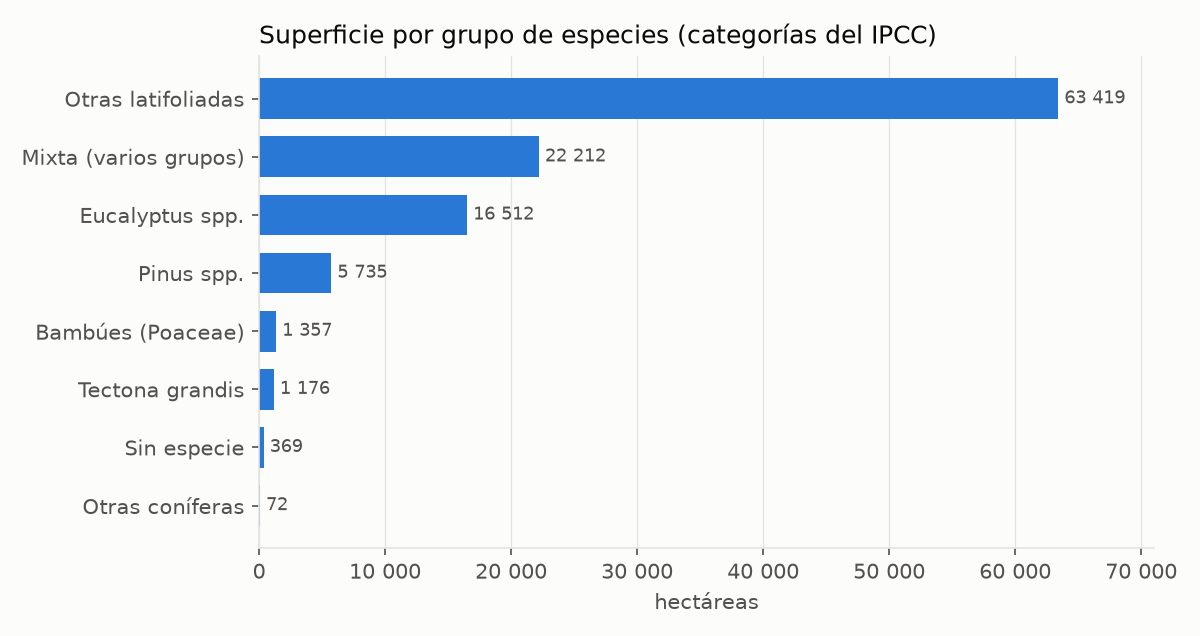 Superficie por grupo de especies (categorías del IPCC)
Otras latifoliadas 63 419
Mixta (varios grupos) 22 212
Eucalyptus spp. 16 512
Pinus spp. 5 735
Bambúes (Poaceae) 1 357
Tectona grandis 1 176
Sin especie 369
Otras coníferas 72
0 10 000 20 000 30 000 40 000 50 000 60 000 70 000
hectáreas